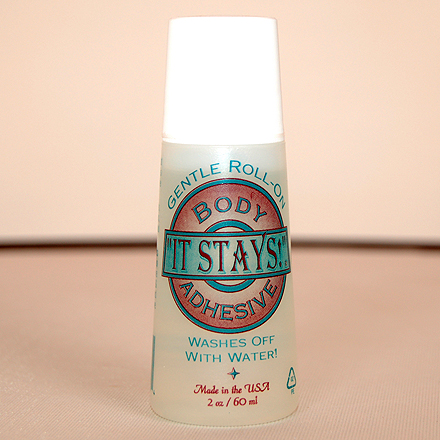 GENTLE ROLL-ON
BODY
"IT STAYS!"
ADHESIVE
WASHES OFF
WITH WATER!
Made in the USA
2 oz / 60 ml